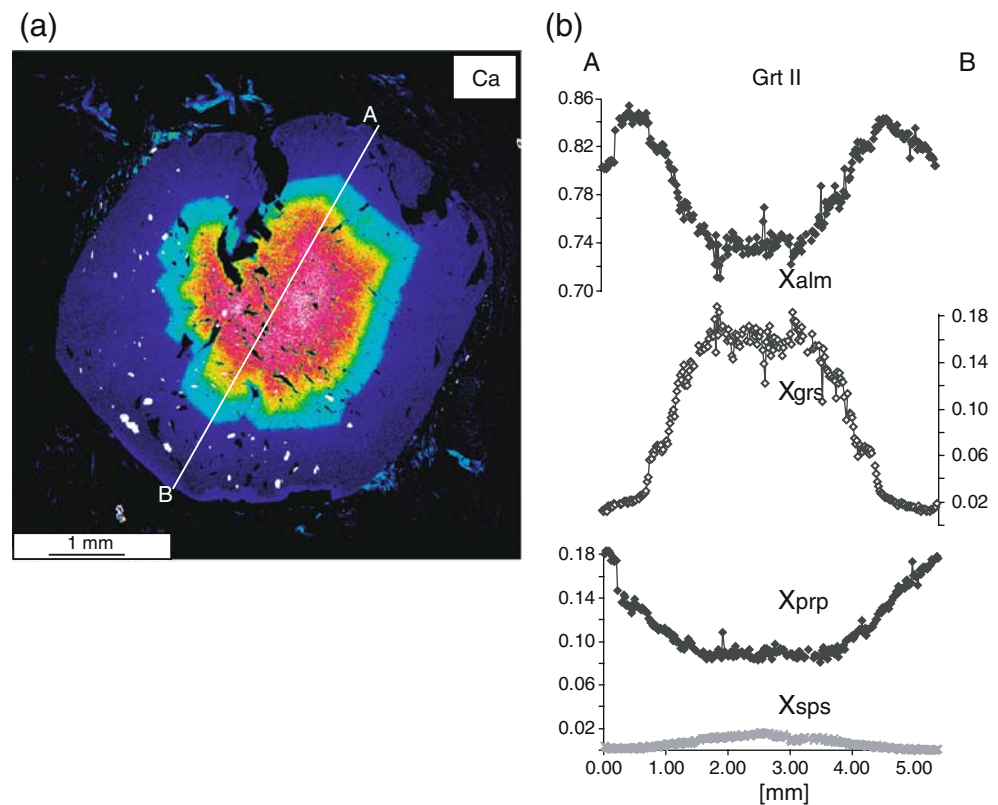 (a)
Ca
A
B
1 mm
(b)
A
Grt II
B
0.86
0.82
0.78
0.74
0.70
Xalm
0.18
0.14
0.10
0.06
0.02
Xgrs
0.18
0.14
0.10
0.06
0.02
Xprp
Xsps
0.00 1.00 2.00 3.00 4.00 5.00
[mm]